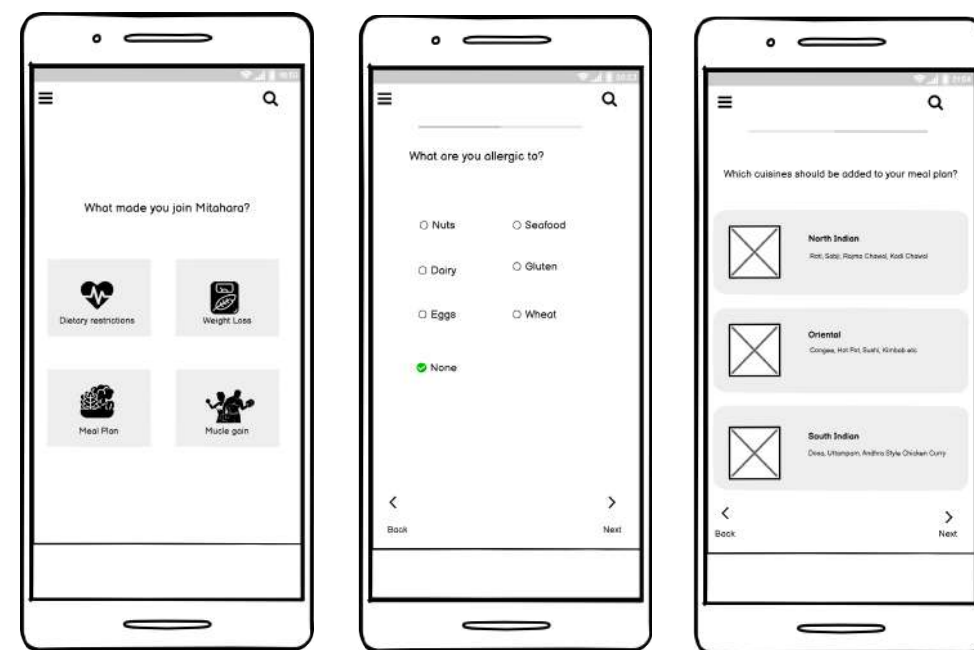 What made you join Mitahara?
Dietary restrictions
Weight Loss
Meal Plan
Mucle gain
What are you allergic to?
Nuts
Seafood
Dairy
Gluten
Eggs
Wheat
None
Back
Next
Which cuisines should be added to your meal plan?
North Indian
Roti, Sabji, Rajma Chawal, Kadi Chawal
Oriental
Congee, Hot Pot, Sushi, Kimbab etc
South Indian
Dosa, Uttampam, Andhra Style Chicken Curry
Back
Next